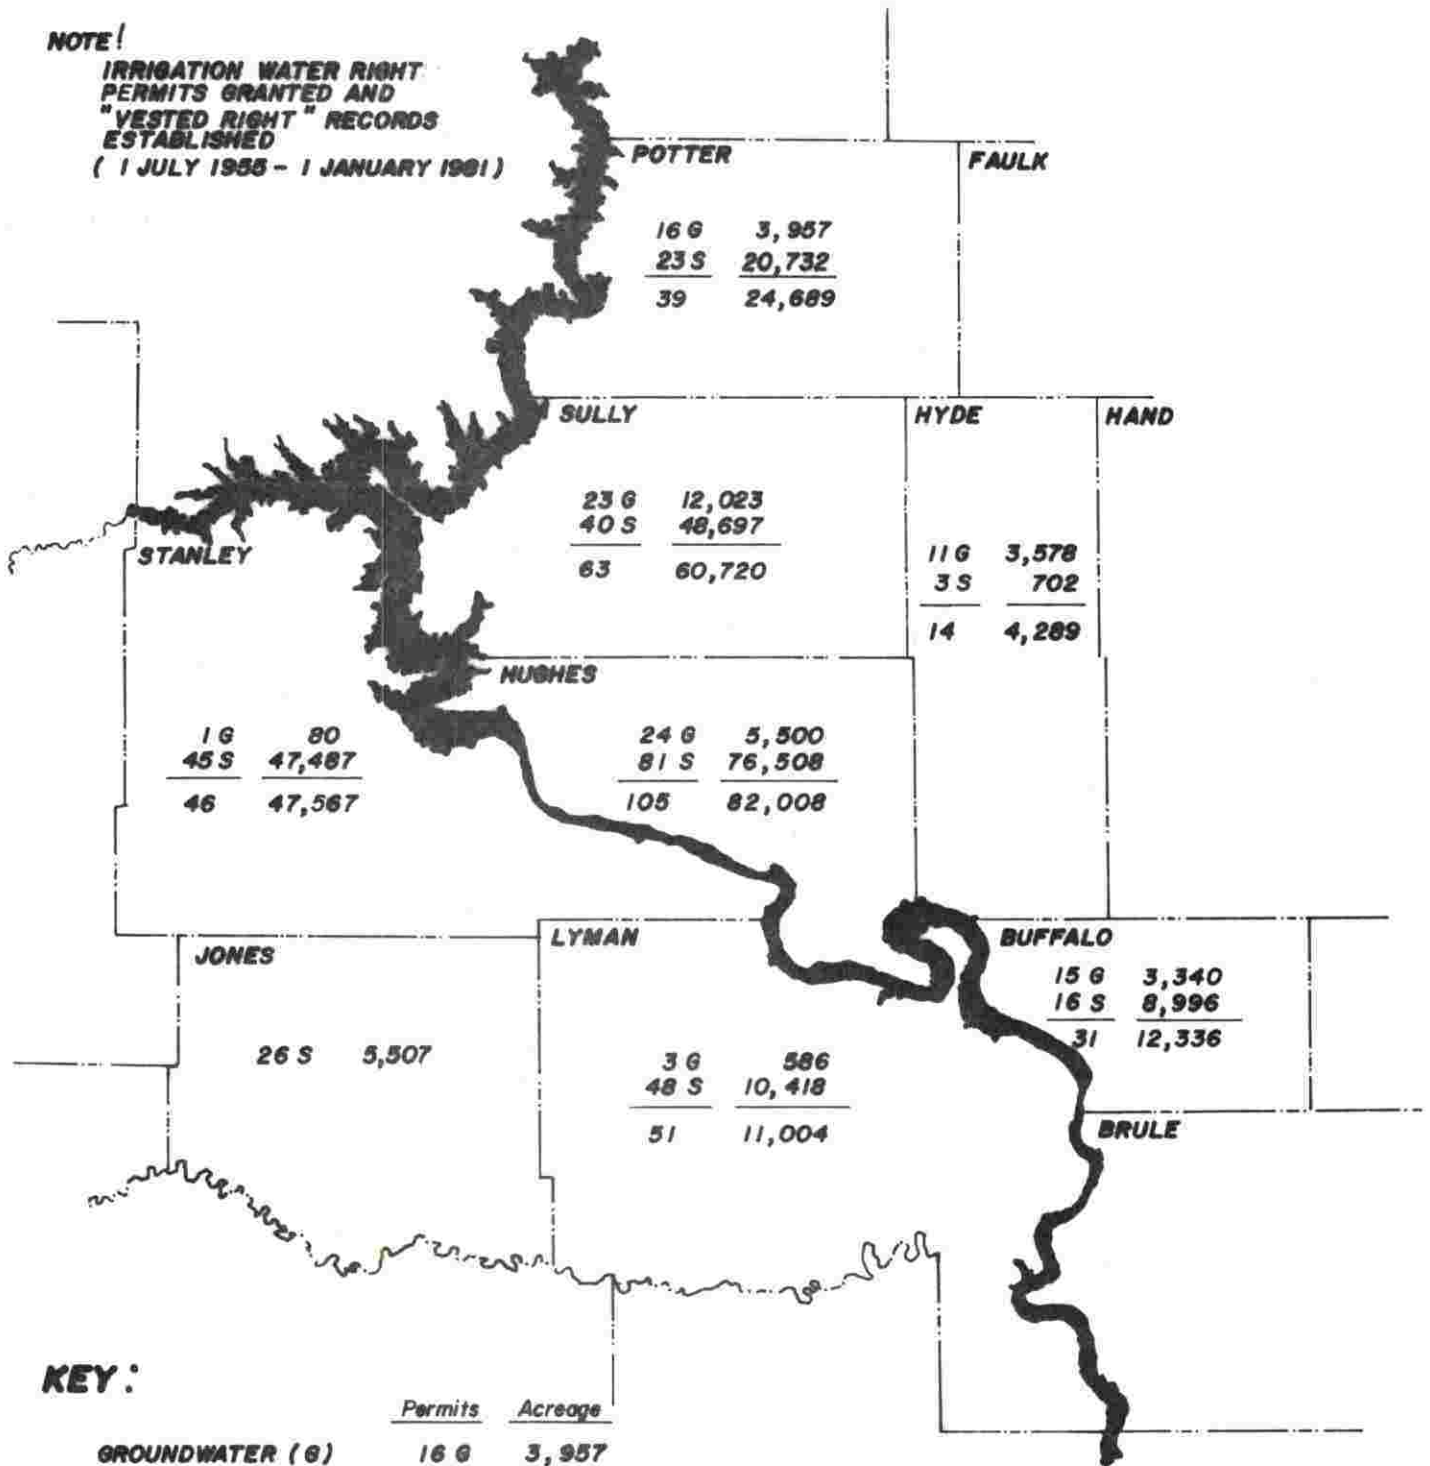 NOTE!
IRRIGATION WATER RIGHT
PERMITS GRANTED AND
"VESTED RIGHT" RECORDS
ESTABLISHED
( 1 JULY 1955 - 1 JANUARY 1981)
POTTER
FAULK
16 G 3,957
23 S 20,732
39 24,689
SULLY
HYDE
HAND
23 G 12,023
40 S 48,697
63 60,720
STANLEY
11 G 3,578
3 S 702
14 4,289
HUGHES
1 G 80
45 S 47,487
46 47,567
24 G 5,500
81 S 76,508
105 82,008
JONES
LYMAN
BUFFALO
15 G 3,340
16 S 8,996
31 12,336
26 S 5,507
3 G 586
48 S 10,418
51 11,004
BRULE
KEY:
Permits Acreage
GROUNDWATER (G) 16 G 3,957